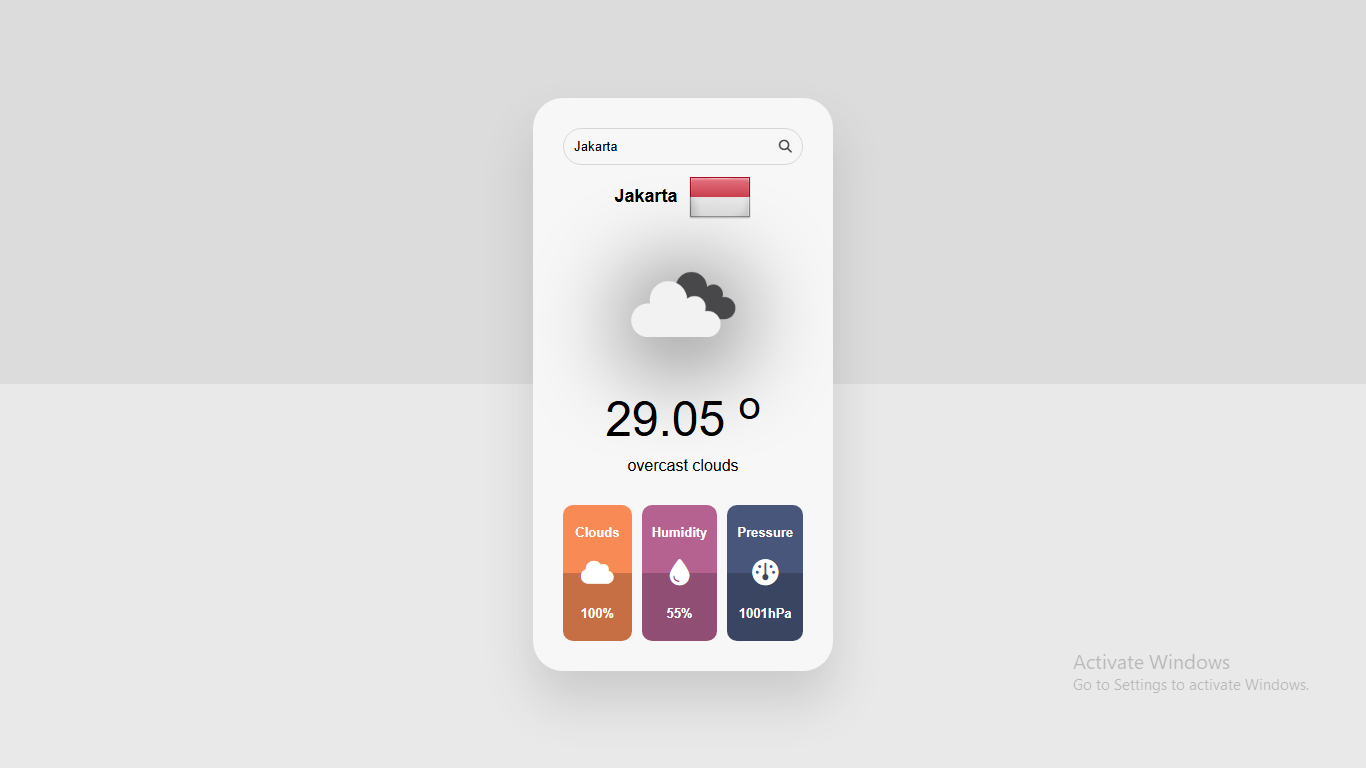 Jakarta
Jakarta
29.05 º
overcast clouds
Clouds Humidity Pressure
100% 55% 1001hPa
Activate Windows
Go to Settings to activate Windows.